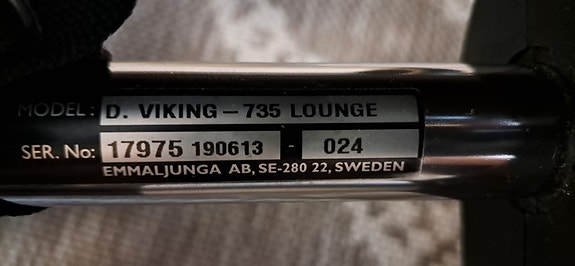 MODEL: D. VIKING – 735 LOUNGE
SER. No: 17975 190613 - 024
EMMALJUNGA AB, SE-280 22, SWEDEN